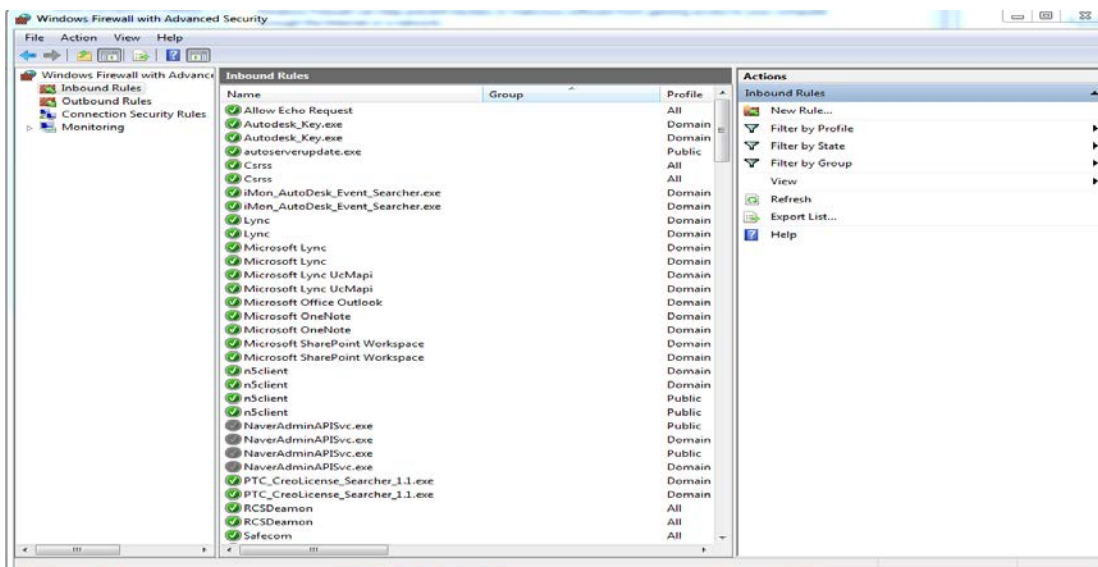 Windows Firewall with Advanced Security
File Action View Help
Windows Firewall with Advance
Inbound Rules
Outbound Rules
Connection Security Rules
Monitoring
Inbound Rules
Name Group Profile
Allow Echo Request All
Autodesk_Key.exe Domain
Autodesk_Key.exe Domain
autoserverupdate.exe Public
Csrss All
Csrss All
iMon_AutoDesk_Event_Searcher.exe Domain
iMon_AutoDesk_Event_Searcher.exe Domain
Lync Domain
Lync Domain
Microsoft Lync Domain
Microsoft Lync Domain
Microsoft Lync UcMapi Domain
Microsoft Lync UcMapi Domain
Microsoft Office Outlook Domain
Microsoft OneNote Domain
Microsoft OneNote Domain
Microsoft SharePoint Workspace Domain
Microsoft SharePoint Workspace Domain
n5client Domain
n5client Domain
n5client Public
n5client Public
NaverAdminAPISvc.exe Public
NaverAdminAPISvc.exe Domain
NaverAdminAPISvc.exe Public
NaverAdminAPISvc.exe Domain
PTC_CreoLicense_Searcher_1.1.exe Domain
PTC_CreoLicense_Searcher_1.1.exe Domain
RCSDeamon All
RCSDeamon All
Safecom All
Actions
Inbound Rules
New Rule...
Filter by Profile
Filter by State
Filter by Group
View
Refresh
Export List...
Help